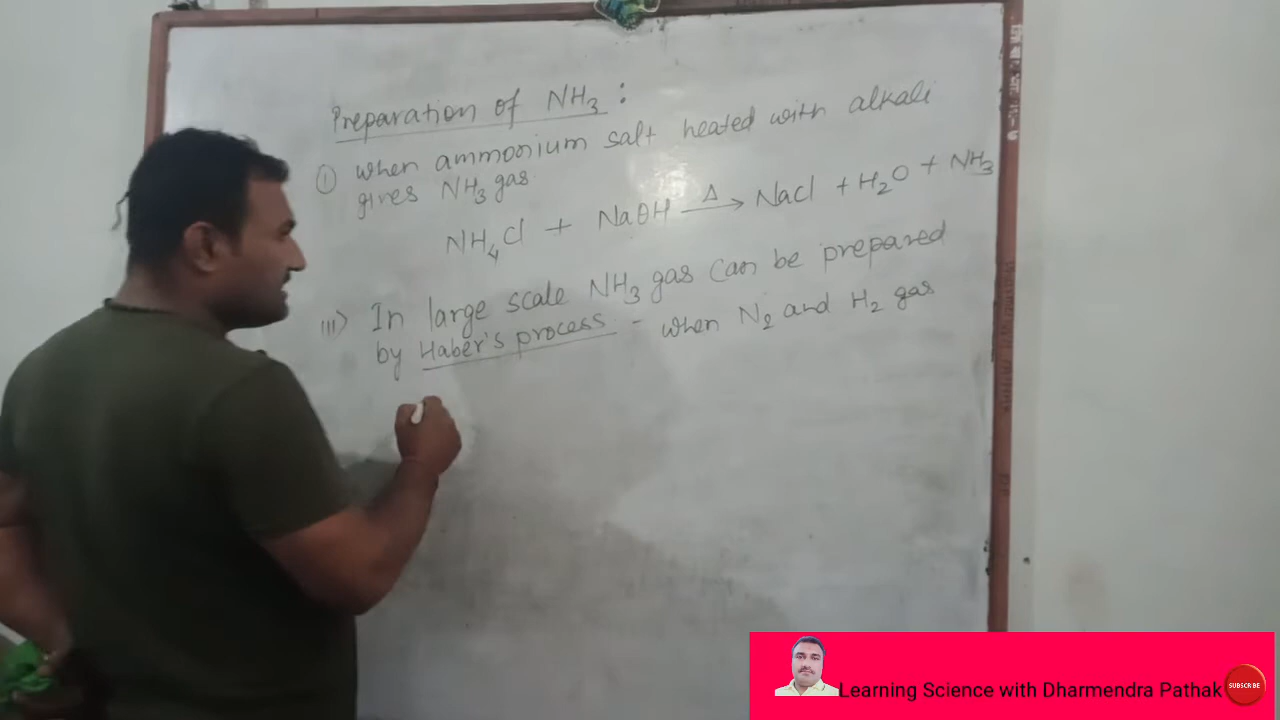 Preparation of NH₃ :
① when ammonium salt heated with alkali
gives NH₃ gas.
NH₄Cl + NaOH —Δ→ NaCl + H₂O + NH₃
III) In large scale NH₃ gas can be prepared
by Haber's process - when N₂ and H₂ gas
Learning Science with Dharmendra Pathak
SUBSCRIBE